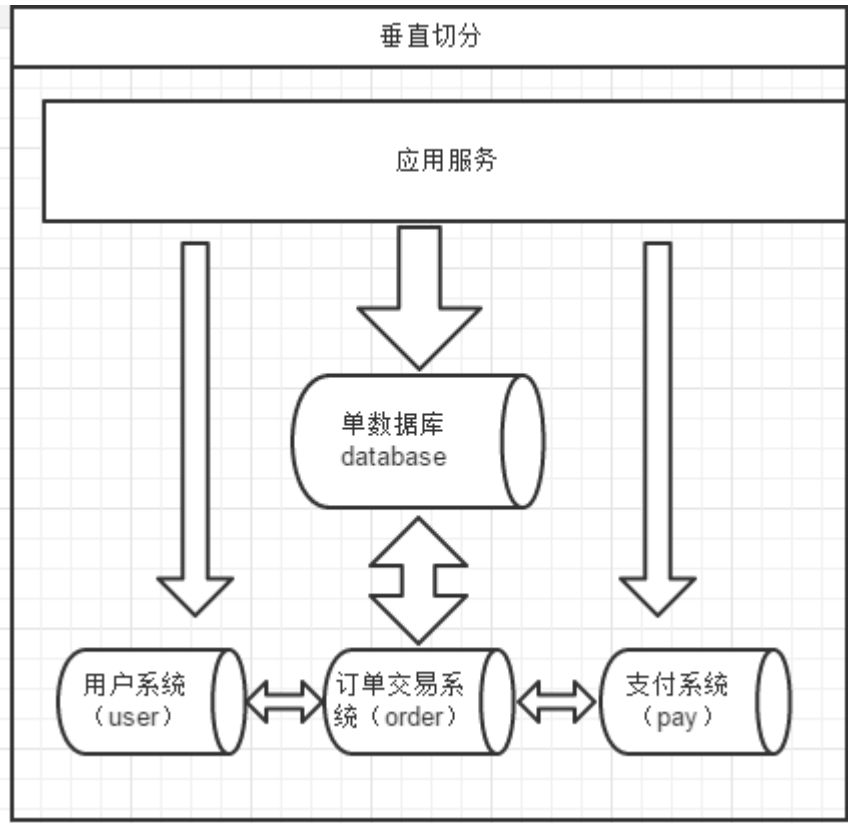 垂直切分
应用服务
单数据库
database
用户系统
（user）
订单交易系
统（order）
支付系统
（pay）